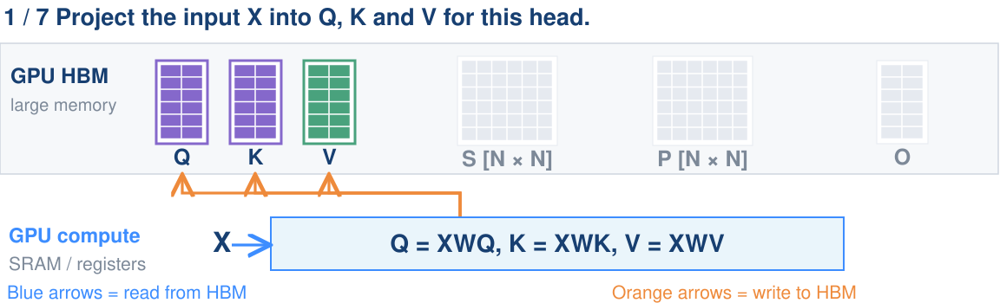 1 / 7 Project the input X into Q, K and V for this head.
GPU HBM
large memory
Q K V S [N × N] P [N × N] O
GPU compute
SRAM / registers
X
Q = XWQ, K = XWK, V = XWV
Blue arrows = read from HBM
Orange arrows = write to HBM